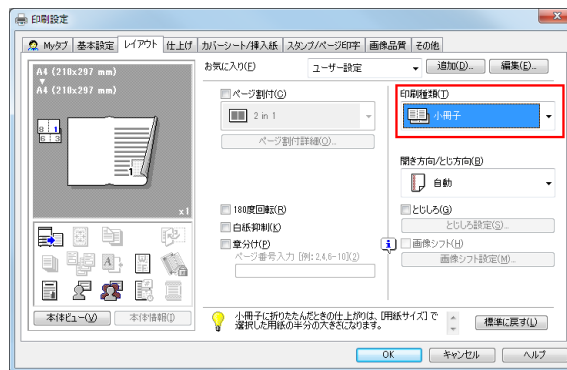 印刷設定
Myタブ 基本設定 レイアウト 仕上げ カバーシート/挿入紙 スタンプ/ページ印字 画像品質 その他
A4 (210x297 mm)
A4 (210x297 mm)
x1
本体ビュー(V) 本体情報(I)
お気に入り(F) ユーザー設定 追加(D)... 編集(E)...
ページ割付(C)
2 in 1
ページ割付詳細(O)...
180度回転(R)
白紙抑制(K)
章分け(P)
ページ番号入力 [例: 2,4,6-10](2)
印刷種類(T)
小冊子
開き方向/とじ方向(B)
自動
とじしろ(G)
とじしろ設定(S)...
画像シフト(H)
画像シフト設定(M)...
小冊子に折りたたんだときの仕上がりは、[用紙サイズ] で
選択した用紙の半分の大きさになります。
標準に戻す(L)
OK キャンセル ヘルプ